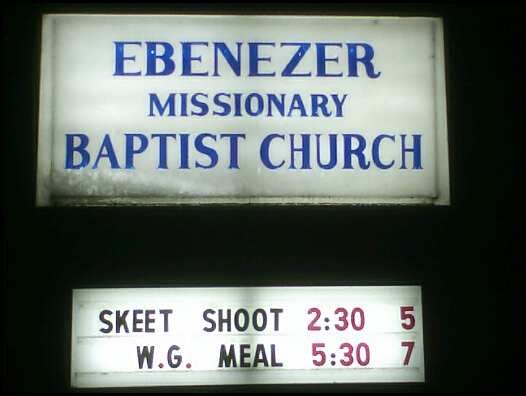 EBENEZER
MISSIONARY
BAPTIST CHURCH
SKEET SHOOT 2:30 5
W.G. MEAL 5:30 7